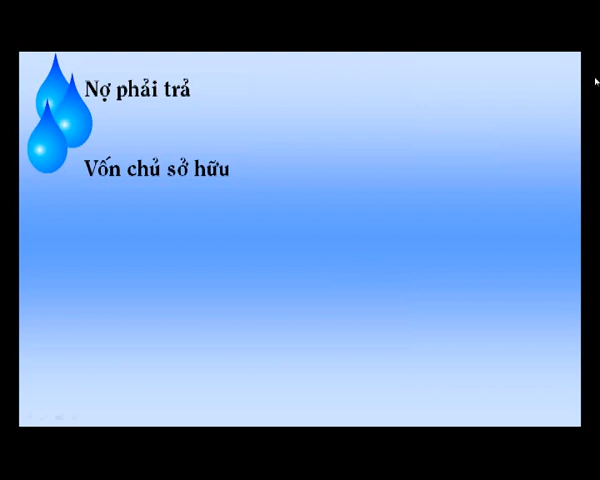 Nợ phải trả
Vốn chủ sở hữu